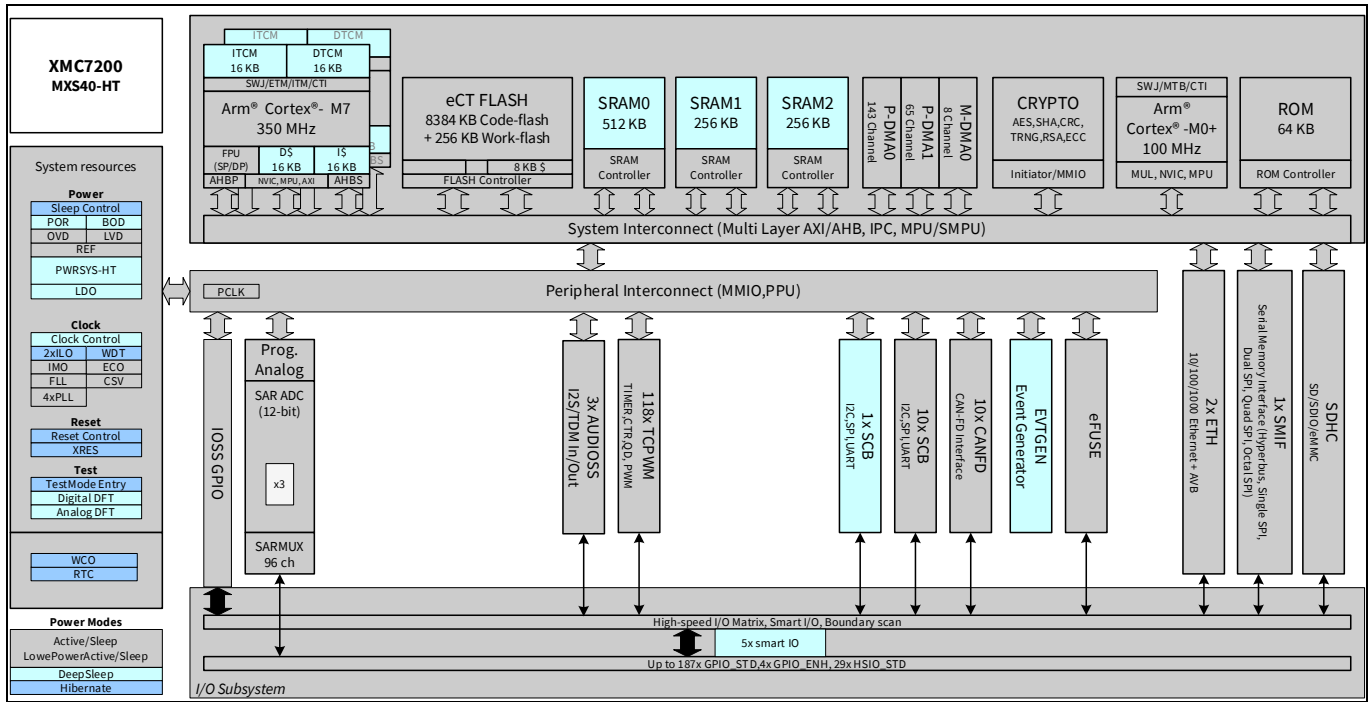 XMC7200
MXS40-HT
System resources
Power
Sleep Control
POR BOD
OVD LVD
REF
PWRSYS-HT
LDO
Clock
Clock Control
2xILO WDT
IMO ECO
FLL CSV
4xPLL
Reset
Reset Control
XRES
Test
TestMode Entry
Digital DFT
Analog DFT
WCO
RTC
Power Modes
Active/Sleep
LowePowerActive/Sleep
DeepSleep
Hibernate
ITCM DTCM
ITCM
16 KB
DTCM
16 KB
SWJ/ETM/ITM/CTI
Arm® Cortex®- M7
350 MHz
FPU
(SP/DP)
D$
16 KB
I$
16 KB
AHBP NVIC, MPU, AXI AHBS
eCT FLASH
8384 KB Code-flash
+ 256 KB Work-flash
8 KB $
FLASH Controller
SRAM0
512 KB
SRAM
Controller
SRAM1
256 KB
SRAM
Controller
SRAM2
256 KB
SRAM
Controller
P-DMA0
143 Channel
P-DMA1
65 Channel
M-DMA0
8 Channel
CRYPTO
AES,SHA,CRC,
TRNG,RSA,ECC
Initiator/MMIO
SWJ/MTB/CTI
Arm®
Cortex® -M0+
100 MHz
MUL, NVIC, MPU
ROM
64 KB
ROM Controller
System Interconnect (Multi Layer AXI/AHB, IPC, MPU/SMPU)
PCLK
Peripheral Interconnect (MMIO,PPU)
IOSS GPIO
Prog.
Analog
SAR ADC
(12-bit)
x3
SARMUX
96 ch
3x AUDIOSS
I2S/TDM In/Out
118x TCPWM
TIMER,CTR,QD, PWM
1x SCB
I2C,SPI,UART
10x SCB
I2C,SPI,UART
10x CANFD
CAN-FD Interface
EVTGEN
Event Generator
eFUSE
2x ETH
10/100/1000 Ethernet + AVB
1x SMIF
Serial Memory Interface (Hyperbus, Single SPI,
Dual SPI, Quad SPI, Octal SPI)
SDHC
SD/SDIO/eMMC
High-speed I/O Matrix, Smart I/O, Boundary scan
5x smart IO
Up to 187x GPIO_STD,4x GPIO_ENH, 29x HSIO_STD
I/O Subsystem